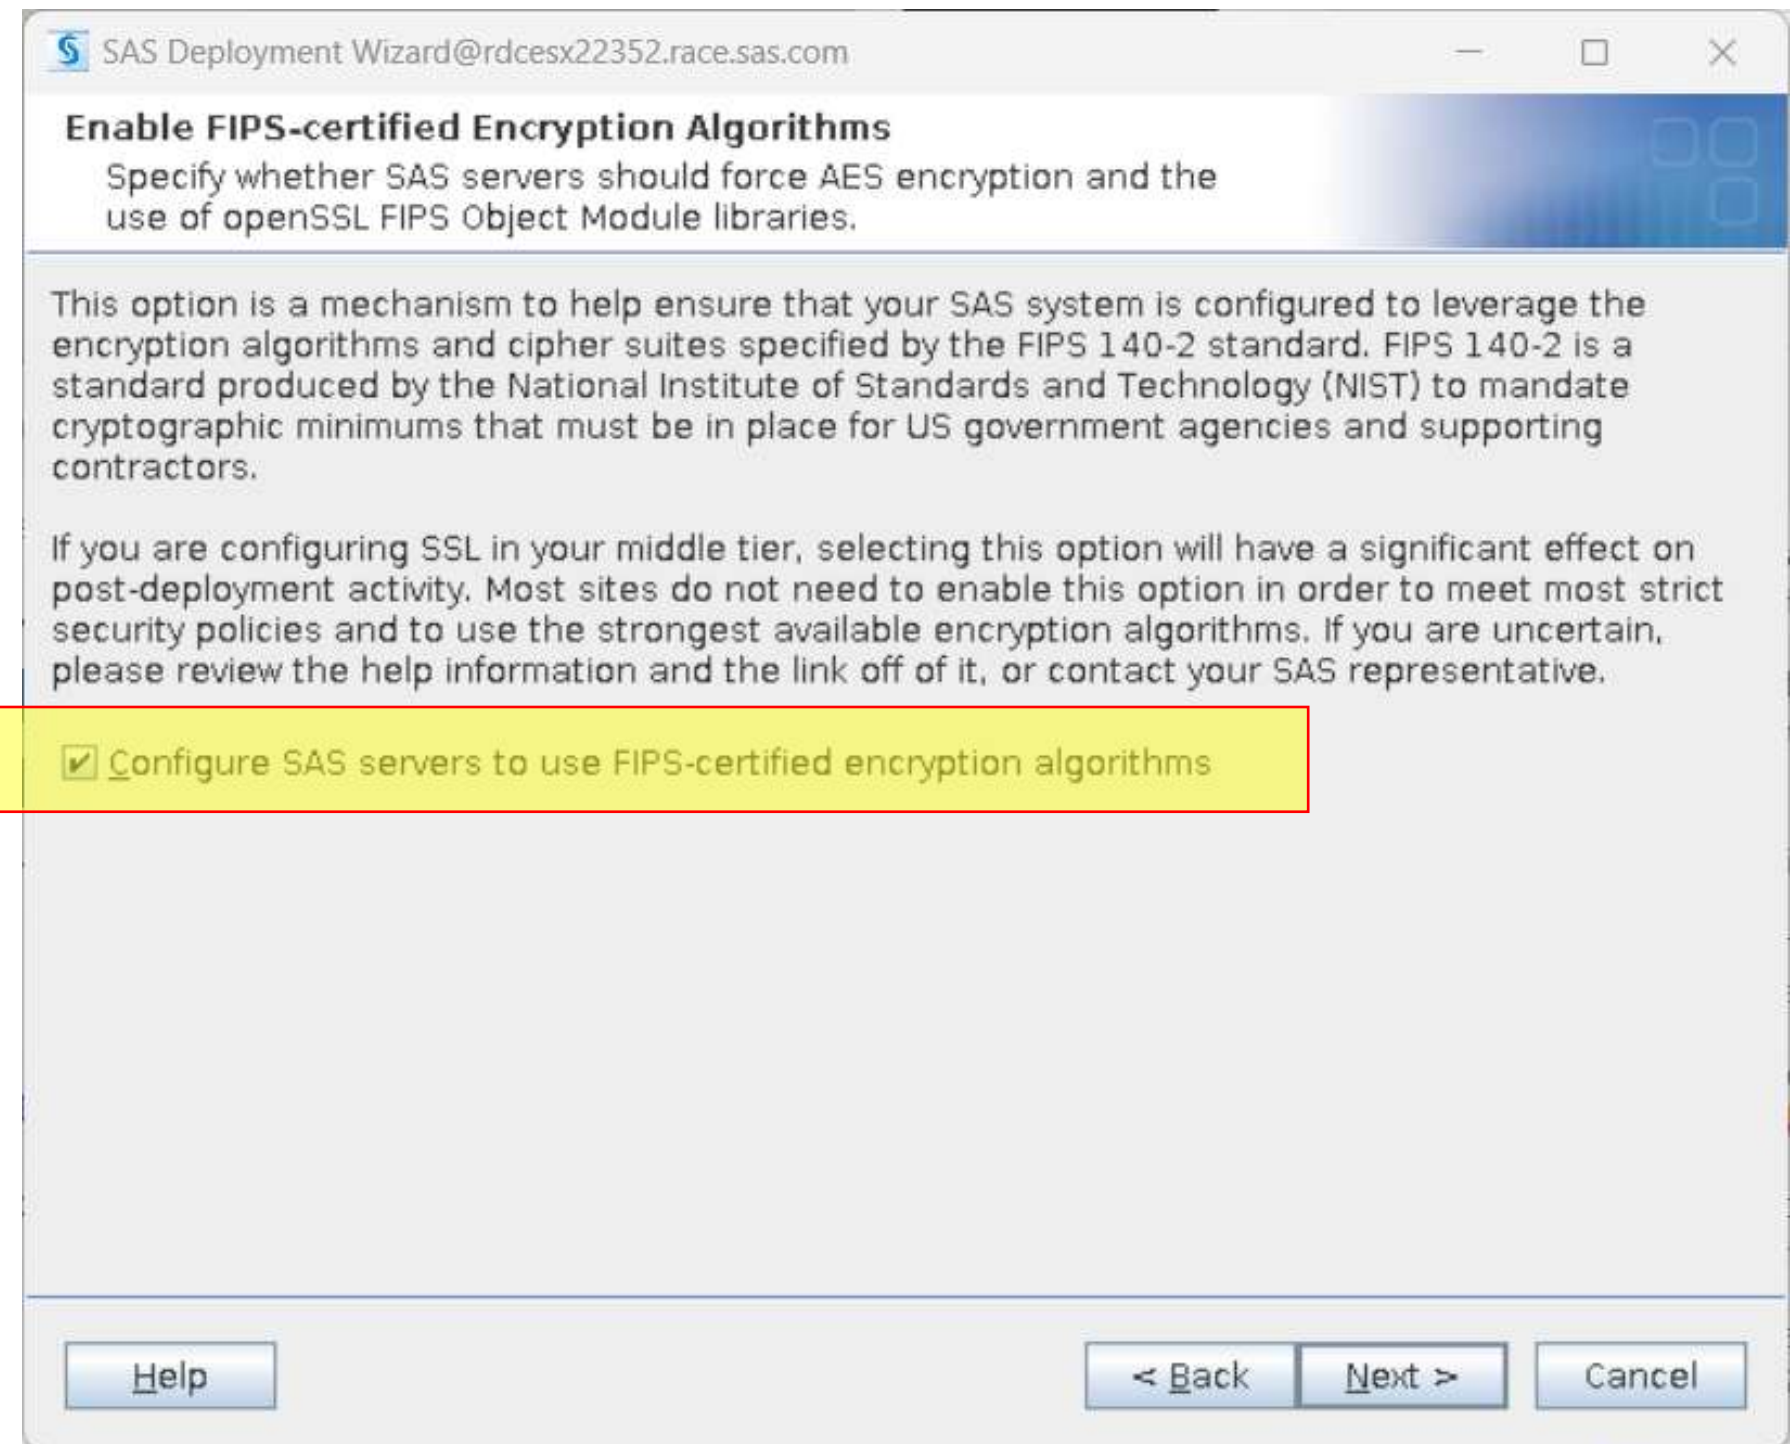 SAS Deployment Wizard@rdcesx22352.race.sas.com
Enable FIPS-certified Encryption Algorithms
Specify whether SAS servers should force AES encryption and the
use of openSSL FIPS Object Module libraries.
This option is a mechanism to help ensure that your SAS system is configured to leverage the
encryption algorithms and cipher suites specified by the FIPS 140-2 standard. FIPS 140-2 is a
standard produced by the National Institute of Standards and Technology (NIST) to mandate
cryptographic minimums that must be in place for US government agencies and supporting
contractors.
If you are configuring SSL in your middle tier, selecting this option will have a significant effect on
post-deployment activity. Most sites do not need to enable this option in order to meet most strict
security policies and to use the strongest available encryption algorithms. If you are uncertain,
please review the help information and the link off of it, or contact your SAS representative.
Configure SAS servers to use FIPS-certified encryption algorithms
Help
< Back
Next >
Cancel